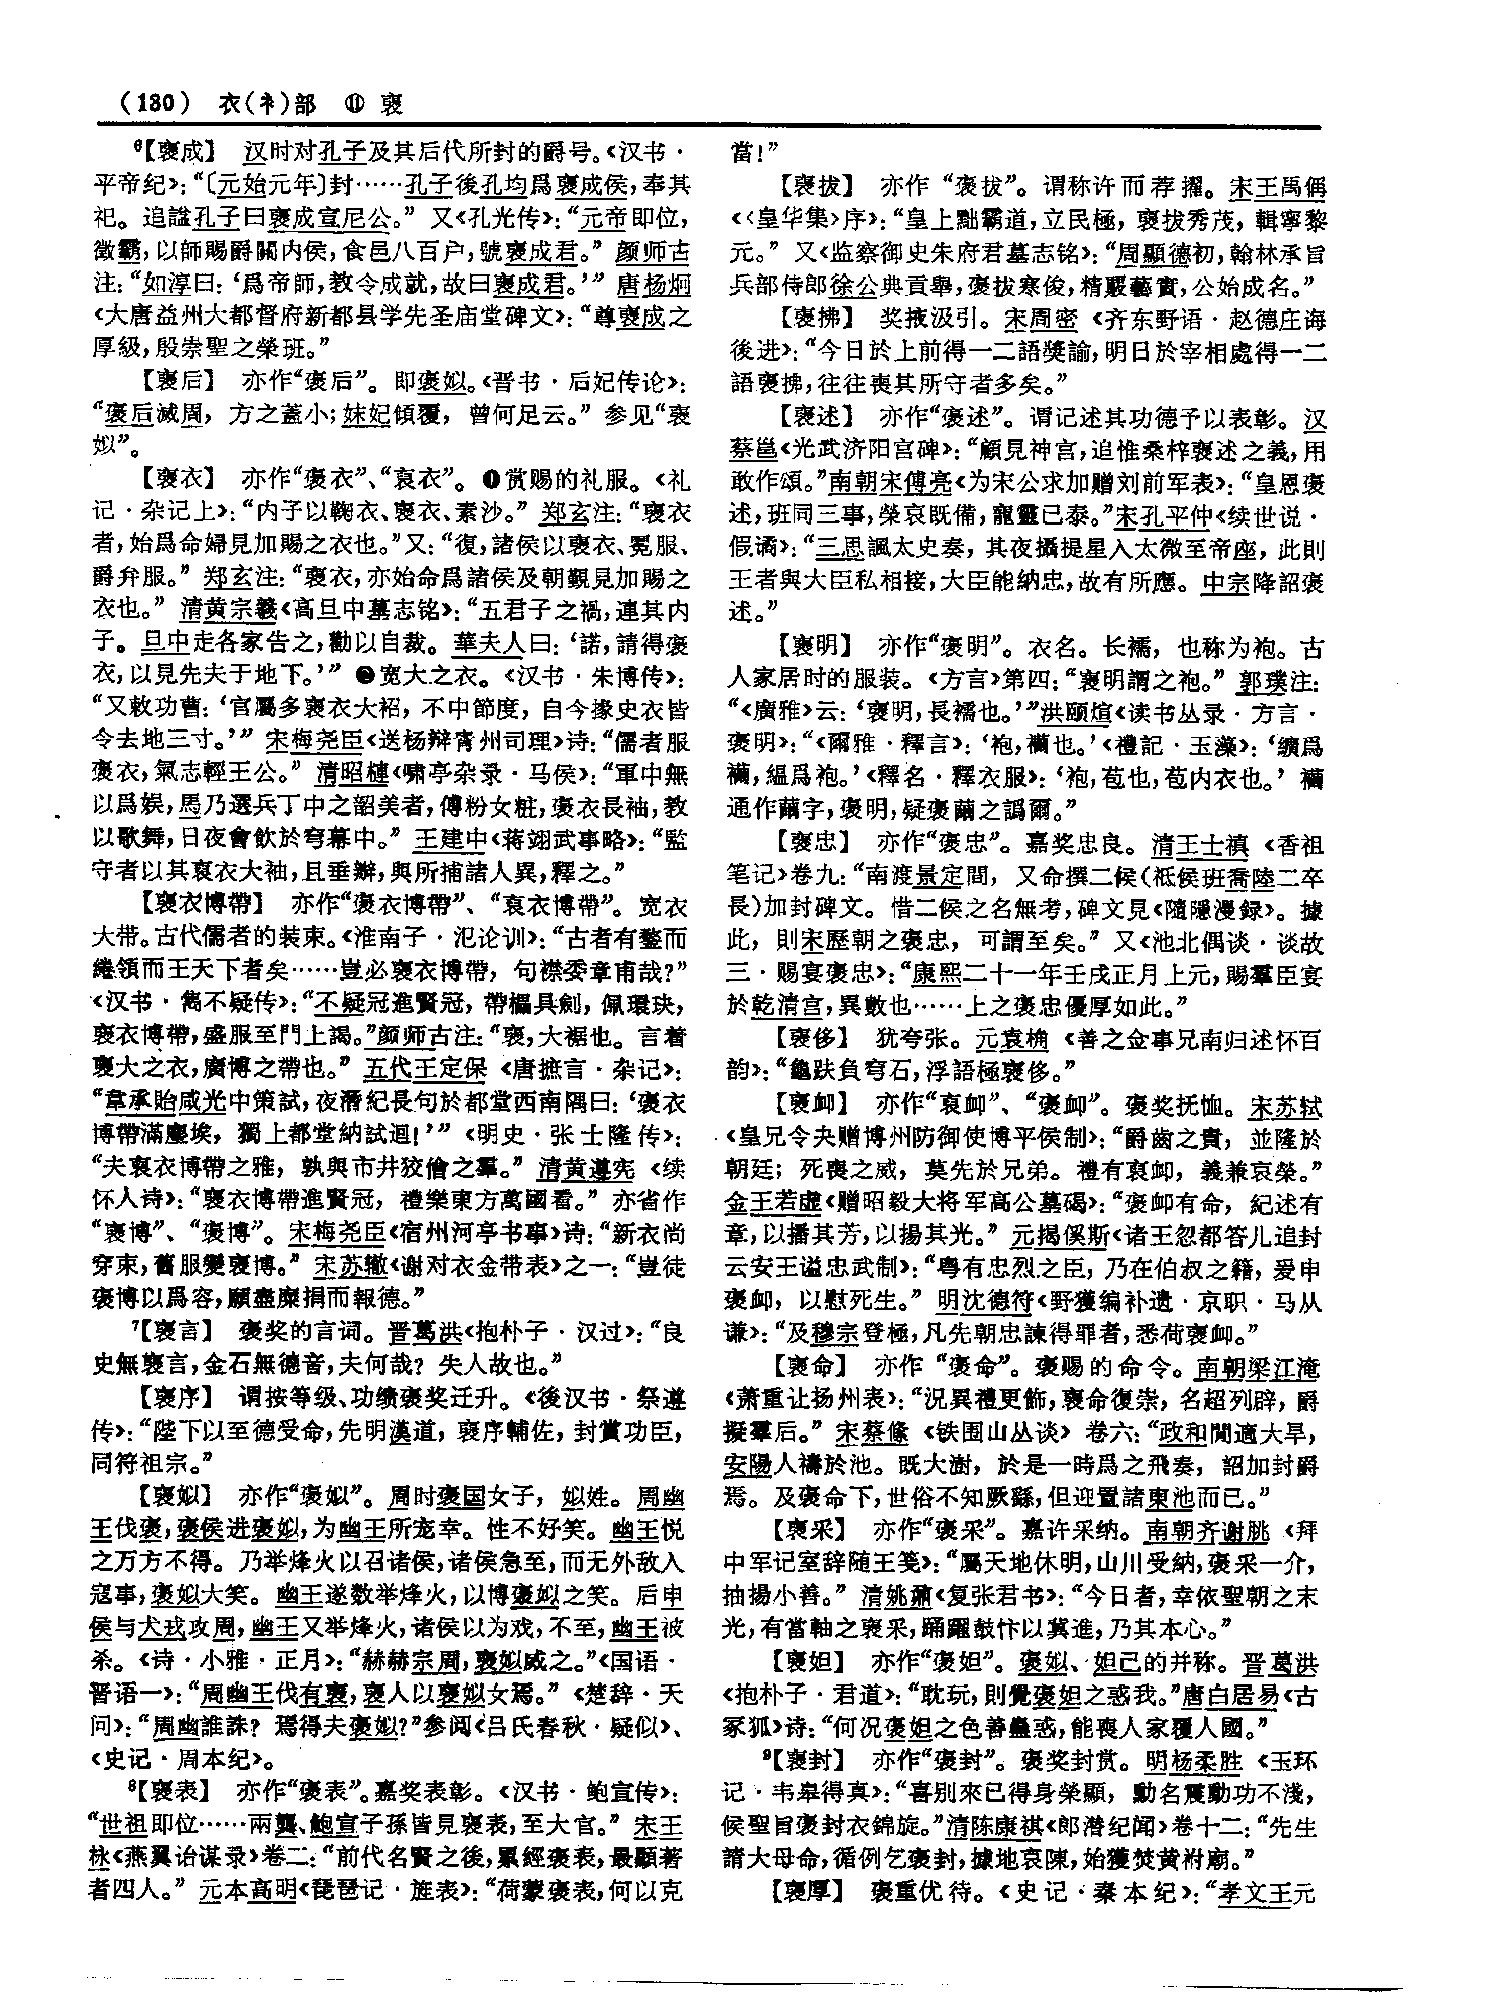 （130） 衣（衤）部 ⑪ 裦
⁶【裦成】 汉时对孔子及其后代所封的爵号。《汉书·
平帝纪》：“〔元始元年〕封……孔子後孔均爲裦成侯，奉其
祀。追謚孔子曰裦成宣尼公。” 又《孔光传》：“元帝即位，
徵霸，以師賜爵關内侯，食邑八百户，號裦成君。” 颜师古
注：“如淳曰：‘爲帝師，教令成就，故曰裦成君。’” 唐杨炯
《大唐益州大都督府新都县学先圣庙堂碑文》：“尊裦成之
厚級，殷崇聖之榮班。”
【裦后】 亦作“褒后”。即褒姒。《晋书·后妃传论》：
“褒后滅周，方之蓋小；妹妃傾覆，曾何足云。” 参见“裦
姒”。
【裦衣】 亦作“褒衣”、“裒衣”。❶赏赐的礼服。《礼
记·杂记上》：“内子以鞠衣、裦衣、素沙。” 郑玄注：“裦衣
者，始爲命婦見加賜之衣也。”又：“復，諸侯以裦衣、冕服、
爵弁服。” 郑玄注：“裦衣，亦始命爲諸侯及朝覲見加賜之
衣也。” 清黄宗羲《高旦中墓志铭》：“五君子之禍，連其内
子。旦中走各家告之，勸以自裁。華夫人曰：‘諾，請得褒
衣，以見先夫于地下。’” ❷宽大之衣。《汉书·朱博传》：
“又敕功曹：‘官屬多裦衣大袑，不中節度，自今掾史衣皆
令去地三寸。’” 宋梅尧臣《送杨辩青州司理》诗：“儒者服
褒衣，氣志輕王公。” 清昭槤《啸亭杂录·马侯》：“軍中無
以爲娱，馬乃選兵丁中之韶美者，傅粉女粧，褒衣長袖，教
以歌舞，日夜會飲於穹幕中。” 王建中《蒋翊武事略》：“監
守者以其裒衣大袖，且垂辮，與所捕諸人異，釋之。”
【裦衣博帶】 亦作“褒衣博帶”、“裒衣博帶”。宽衣
大带。古代儒者的装束。《淮南子·氾论训》：“古者有鍪而
綣領而王天下者矣……豈必裦衣博帶，句襟委章甫哉？”
《汉书·雋不疑传》：“不疑冠進賢冠，帶櫑具劍，佩環玦，
裦衣博帶，盛服至門上謁。”颜师古注：“裦，大裾也。言着
裦大之衣，廣博之帶也。” 五代王定保《唐摭言·杂记》：
“韋承貽咸光中策試，夜潛紀長句於都堂西南隅曰：‘褒衣
博帶滿塵埃，獨上都堂納試迴！’” 《明史·张士隆传》：
“夫裒衣博帶之雅，孰與市井狡儈之羣。” 清黄遵宪《续
怀人诗》：“裦衣博帶進賢冠，禮樂東方萬國看。” 亦省作
“裦博”、“褒博”。宋梅尧臣《宿州河亭书事》诗：“新衣尚
穿束，舊服變裦博。” 宋苏辙《谢对衣金带表》之一：“豈徒
褒博以爲容，願盡糜捐而報德。”
⁷【裦言】 褒奖的言词。晋葛洪《抱朴子·汉过》：“良
史無裦言，金石無德音，夫何哉？失人故也。”
【裦序】 谓按等级、功绩褒奖迁升。《後汉书·祭遵
传》：“陛下以至德受命，先明漢道，裦序輔佐，封賞功臣，
同符祖宗。”
【裦姒】 亦作“褒姒”。周时褒国女子，姒姓。周幽
王伐褒，褒侯进褒姒，为幽王所宠幸。性不好笑。幽王悦
之万方不得。乃举烽火以召诸侯，诸侯急至，而无外敌入
寇事，褒姒大笑。幽王遂数举烽火，以博褒姒之笑。后申
侯与犬戎攻周，幽王又举烽火，诸侯以为戏，不至，幽王被
杀。《诗·小雅·正月》：“赫赫宗周，裦姒威之。”《国语·
晋语一》：“周幽王伐有裦，裦人以裦姒女焉。” 《楚辞·天
问》：“周幽誰誅？焉得夫褒姒？”参阅《吕氏春秋·疑似》、
《史记·周本纪》。
⁸【裦表】 亦作“褒表”。嘉奖表彰。《汉书·鲍宣传》：
“世祖即位……兩龔、鮑宣子孫皆見裦表，至大官。” 宋王
栐《燕翼诒谋录》卷二：“前代名賢之後，累經褒表，最顯著
者四人。” 元本高明《琵琶记·旌表》：“荷蒙褒表，何以克
當！”
【裦拔】 亦作“褒拔”。谓称许而荐擢。宋王禹偁
《〈皇华集〉序》：“皇上黜霸道，立民極，裦拔秀茂，輯寧黎
元。” 又《监察御史朱府君墓志铭》：“周顯德初，翰林承旨
兵部侍郎徐公典貢舉，褒拔寒俊，精覈藝實，公始成名。”
【裦拂】 奖掖汲引。宋周密《齐东野语·赵德庄诲
後进》：“今日於上前得一二語獎諭，明日於宰相處得一二
語裦拂，往往喪其所守者多矣。”
【裦述】 亦作“褒述”。谓记述其功德予以表彰。汉
蔡邕《光武济阳宫碑》：“顧見神宫，追惟桑梓裦述之義，用
敢作頌。”南朝宋傅亮《为宋公求加赠刘前军表》：“皇恩褒
述，班同三事，榮哀既備，寵靈已泰。”宋孔平仲《续世说·
假谲》：“三思諷太史奏，其夜攝提星入太微至帝座，此則
王者與大臣私相接，大臣能納忠，故有所應。中宗降詔褒
述。”
【裦明】 亦作“褒明”。衣名。长襦，也称为袍。古
人家居时的服装。《方言》第四：“裦明謂之袍。” 郭璞注：
“《廣雅》云：‘裦明，長襦也。’”洪颐煊《读书丛录·方言·
褒明》：“《爾雅·釋言》：‘袍，襺也。’《禮記·玉藻》：‘纊爲
襺，緼爲袍。’《釋名·釋衣服》：‘袍，苞也，苞内衣也。’ 襺
通作繭字，褒明，疑褒繭之譌爾。”
【裦忠】 亦作“褒忠”。嘉奖忠良。清王士禛《香祖
笔记》卷九：“南渡景定間，又命撰二候（衹侯班喬陸二卒
長）加封碑文。惜二侯之名無考，碑文見《隨隱漫録》。據
此，則宋歷朝之褒忠，可謂至矣。” 又《池北偶谈·谈故
三·赐宴褒忠》：“康熙二十一年壬戌正月上元，賜羣臣宴
於乾清宫，異數也……上之褒忠優厚如此。”
【裦侈】 犹夸张。元袁桷《善之佥事兄南归述怀百
韵》：“龜趺負穹石，浮語極裦侈。”
【裦卹】 亦作“裒卹”、“褒卹”。褒奖抚恤。宋苏轼
《皇兄令夬赠博州防御使博平侯制》：“爵齒之貴，並隆於
朝廷；死喪之威，莫先於兄弟。禮有裒卹，義兼哀榮。”
金王若虚《赠昭毅大将军高公墓碣》：“褒卹有命，紀述有
章，以播其芳，以揚其光。” 元揭傒斯《诸王忽都答儿追封
云安王谥忠武制》：“粤有忠烈之臣，乃在伯叔之籍，爰申
褒卹，以慰死生。” 明沈德符《野獲编补遗·京职·马从
谦》：“及穆宗登極，凡先朝忠諫得罪者，悉荷裦卹。”
【裦命】 亦作“褒命”。褒赐的命令。南朝梁江淹
《萧重让扬州表》：“況異禮更飾，裦命復崇，名超列辟，爵
擬羣后。” 宋蔡絛《铁围山丛谈》卷六：“政和閒適大旱，
安陽人禱於池。既大澍，於是一時爲之飛奏，詔加封爵
焉。及褒命下，世俗不知厥繇，但迎置諸東池而已。”
【裦采】 亦作“褒采”。嘉许采纳。南朝齐谢朓《拜
中军记室辞随王笺》：“屬天地休明，山川受納，褒采一介，
抽揚小善。” 清姚鼐《复张君书》：“今日者，幸依聖朝之末
光，有當軸之裦采，踊躍鼓忭以冀進，乃其本心。”
【裦妲】 亦作“褒妲”。褒姒、妲己的并称。晋葛洪
《抱朴子·君道》：“耽玩，則覺褒妲之惑我。”唐白居易《古
冢狐》诗：“何况褒妲之色善蠱惑，能喪人家覆人國。”
⁹【裦封】 亦作“褒封”。褒奖封赏。明杨柔胜《玉环
记·韦皋得真》：“喜别來已得身榮顯，勳名震動功不淺，
候聖旨褒封衣錦旋。”清陈康祺《郎潜纪闻》卷十二：“先生
請大母命，循例乞褒封，據地哀陳，始獲焚黄祔廟。”
【裦厚】 褒重优待。《史记·秦本纪》：“孝文王元